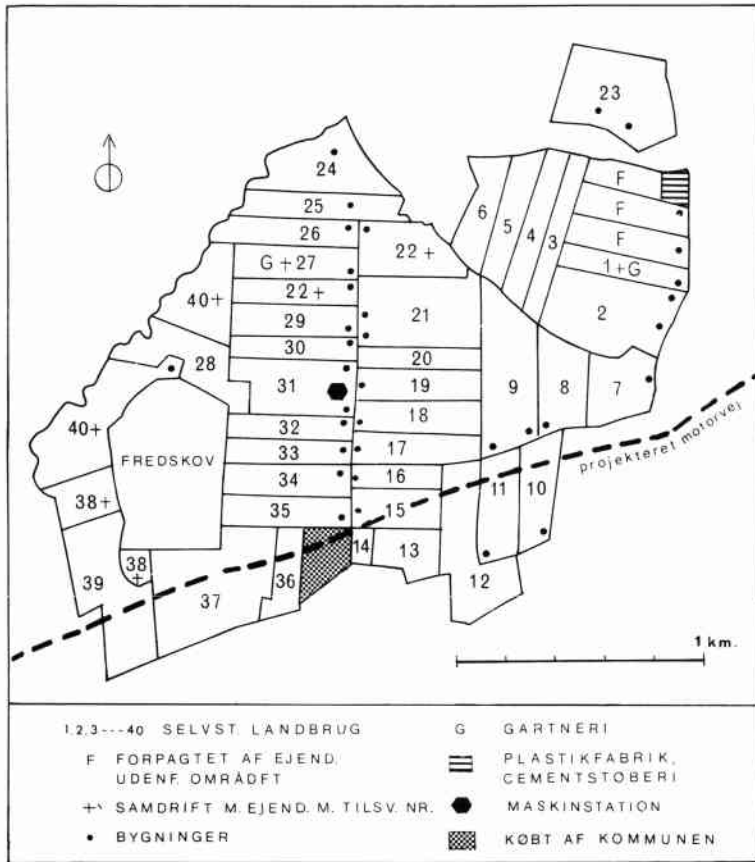 23
24
F
25
6
5
4
3
F
26
F
22+
G+27
1+G
40+
22+
21
2
29
30
20
28
31
19
9
8
7
18
32
40+
17
33
FREDSKOV
16
34
11
10
projekteret motorvej
38+
35
15
14
13
39
38
+
36
12
37
1 km.
1.2.3---40 SELVST. LANDBRUG
F FORPAGTET AF EJEND.
UDENF. OMRÅDFT
+ SAMDRIFT M. EJEND. M. TILSV. NR.
• BYGNINGER
G GARTNERI
PLASTIKFABRIK,
CEMENTSTØBERI
MASKINSTATION
KØBT AF KOMMUNEN